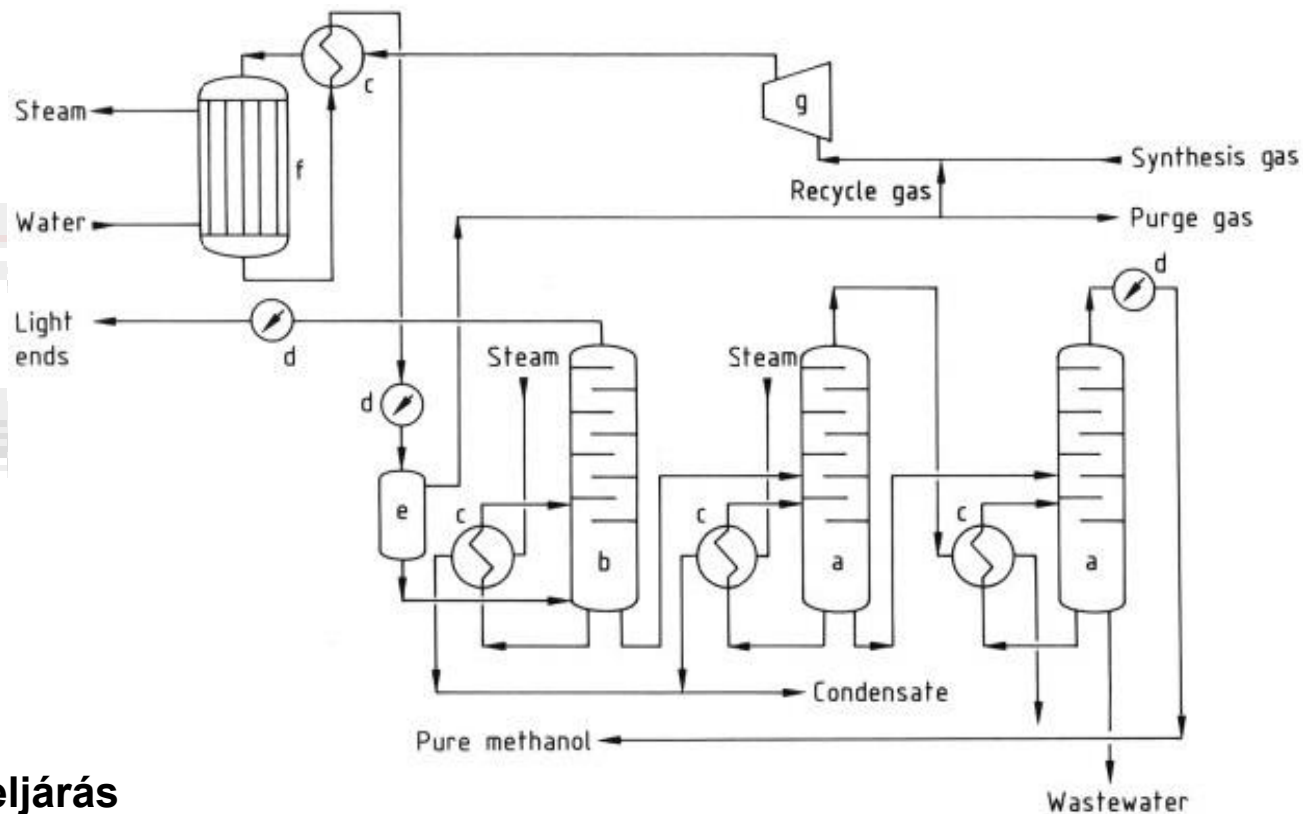 c
g
Steam
f
Synthesis gas
Recycle gas
Water
Purge gas
d
Light
ends
d
Steam
Steam
d
e
c
b
c
a
c
a
Condensate
Pure methanol
Wastewater
eljárás